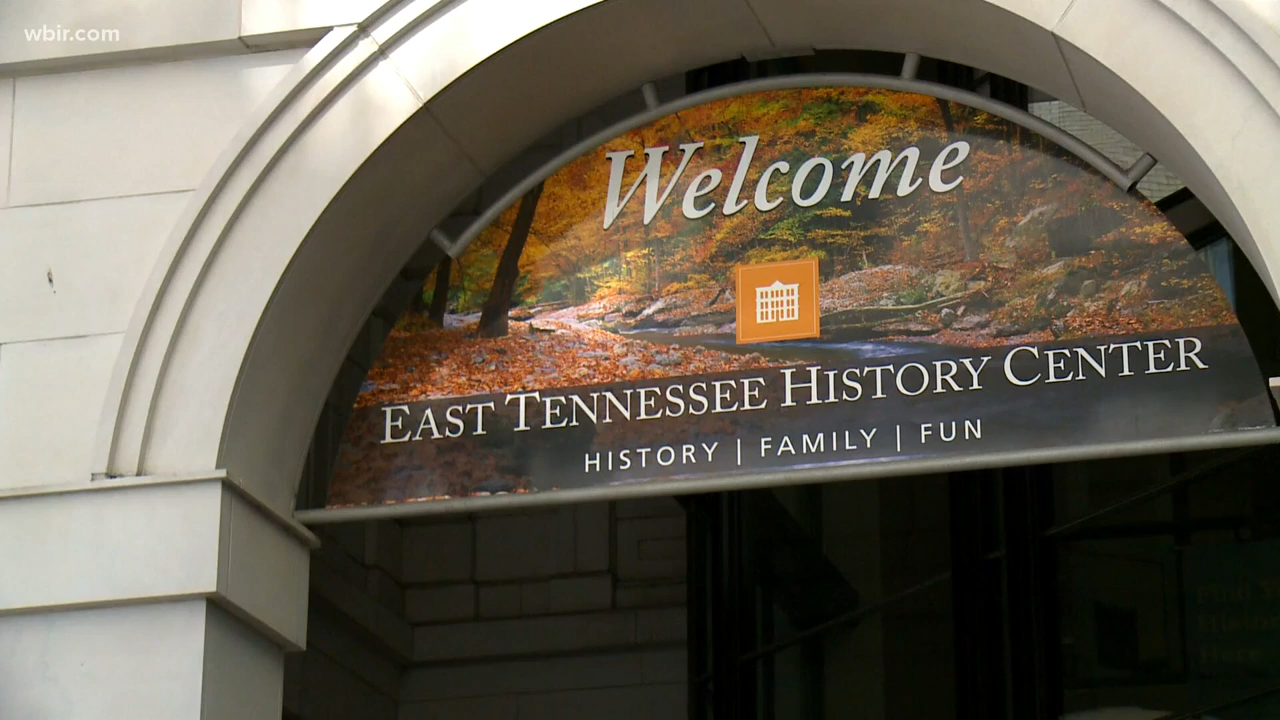 wbir.com
Welcome
EAST TENNESSEE HISTORY CENTER
HISTORY | FAMILY | FUN